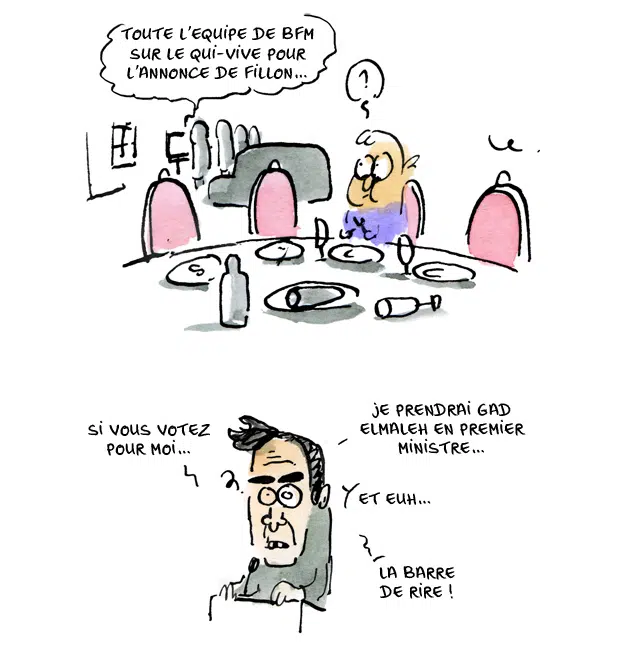 TOUTE L'EQUIPE DE BFM
SUR LE QUI-VIVE POUR
L'ANNONCE DE FILLON...
?
SI VOUS VOTEZ
POUR MOI...
JE PRENDRAI GAD
ELMALEH EN PREMIER
MINISTRE...
ET EUH...
LA BARRE
DE RIRE !